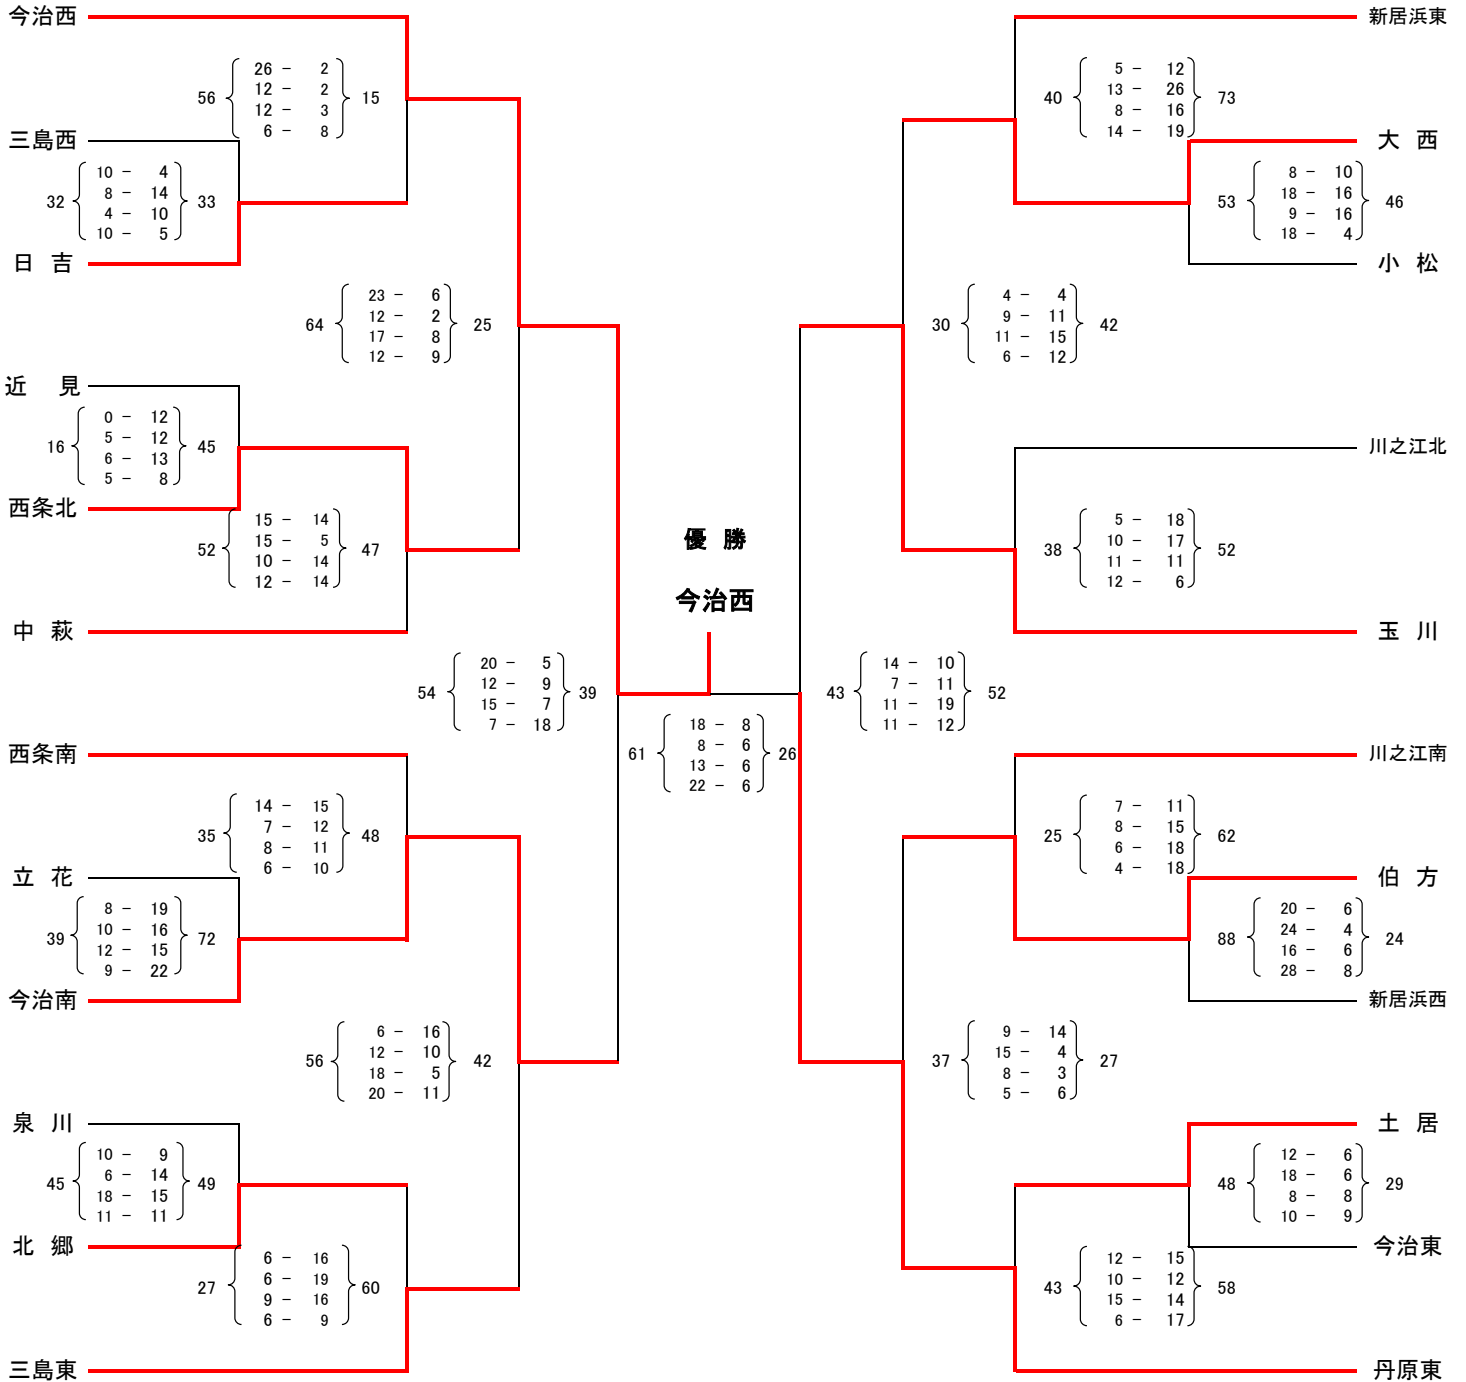 今治西
26 － 2
12 － 2
56 12 － 3 15
6 － 8
三島西
10 － 4
8 － 14
32 4 － 10 33
10 － 5
日 吉
23 － 6
12 － 2
64 17 － 8 25
12 － 9
近 見
0 － 12
5 － 12
16 6 － 13 45
5 － 8
西条北
15 － 14
15 － 5
52 10 － 14 47
12 － 14
中 萩
20 － 5
12 － 9
54 15 － 7 39
7 － 18
西条南
14 － 15
7 － 12
35 8 － 11 48
6 － 10
立 花
8 － 19
10 － 16
39 12 － 15 72
9 － 22
今治南
6 － 16
12 － 10
56 18 － 5 42
20 － 11
泉 川
10 － 9
6 － 14
45 18 － 15 49
11 － 11
北 郷
6 － 16
6 － 19
27 9 － 16 60
6 － 9
三島東
優 勝
今治西
18 － 8
8 － 6
61 13 － 6 26
22 － 6
新居浜東
5 － 12
13 － 26
40 8 － 16 73
14 － 19
大 西
8 － 10
18 － 16
53 9 － 16 46
18 － 4
小 松
4 － 4
9 － 11
30 11 － 15 42
6 － 12
川之江北
5 － 18
10 － 17
38 11 － 11 52
12 － 6
玉 川
14 － 10
7 － 11
43 11 － 19 52
11 － 12
川之江南
7 － 11
8 － 15
25 6 － 18 62
4 － 18
伯 方
20 － 6
24 － 4
88 16 － 6 24
28 － 8
新居浜西
9 － 14
15 － 4
37 8 － 3 27
5 － 6
土 居
12 － 6
18 － 6
48 8 － 8 29
10 － 9
今治東
12 － 15
10 － 12
43 15 － 14 58
6 － 17
丹原東